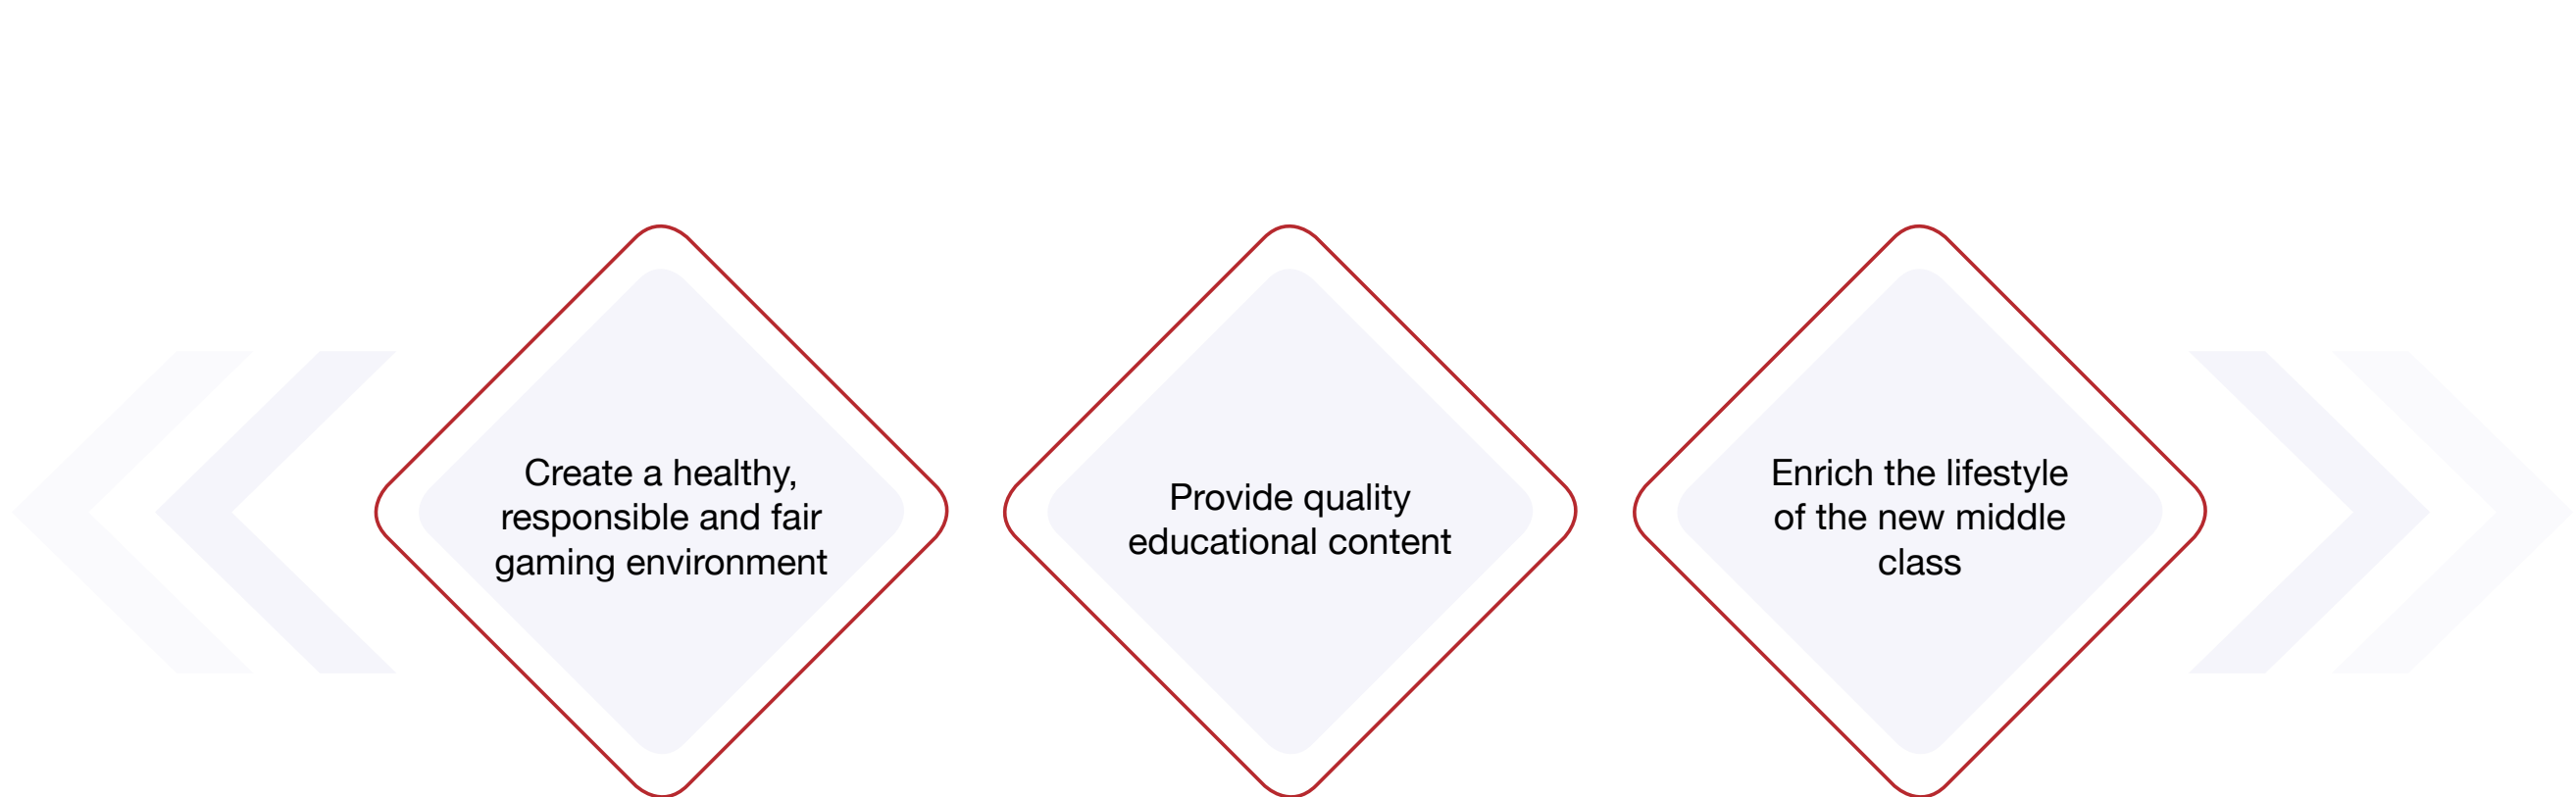 Create a healthy,
responsible and fair
gaming environment
Provide quality
educational content
Enrich the lifestyle
of the new middle
class